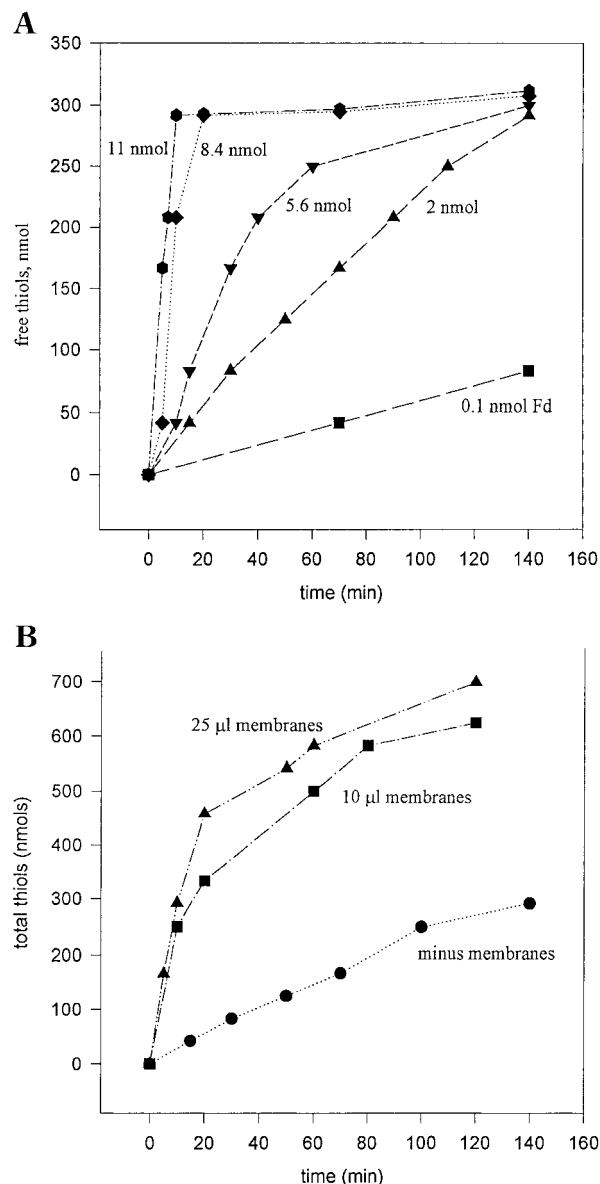 A
350
300
250
200
150
100
50
0
free thiols, nmol
11 nmol
8.4 nmol
5.6 nmol
2 nmol
0.1 nmol Fd
0 20 40 60 80 100 120 140 160
time (min)
B
700
600
500
400
300
200
100
0
total thiols (nmols)
25 µl membranes
10 µl membranes
minus membranes
0 20 40 60 80 100 120 140 160
time (min)